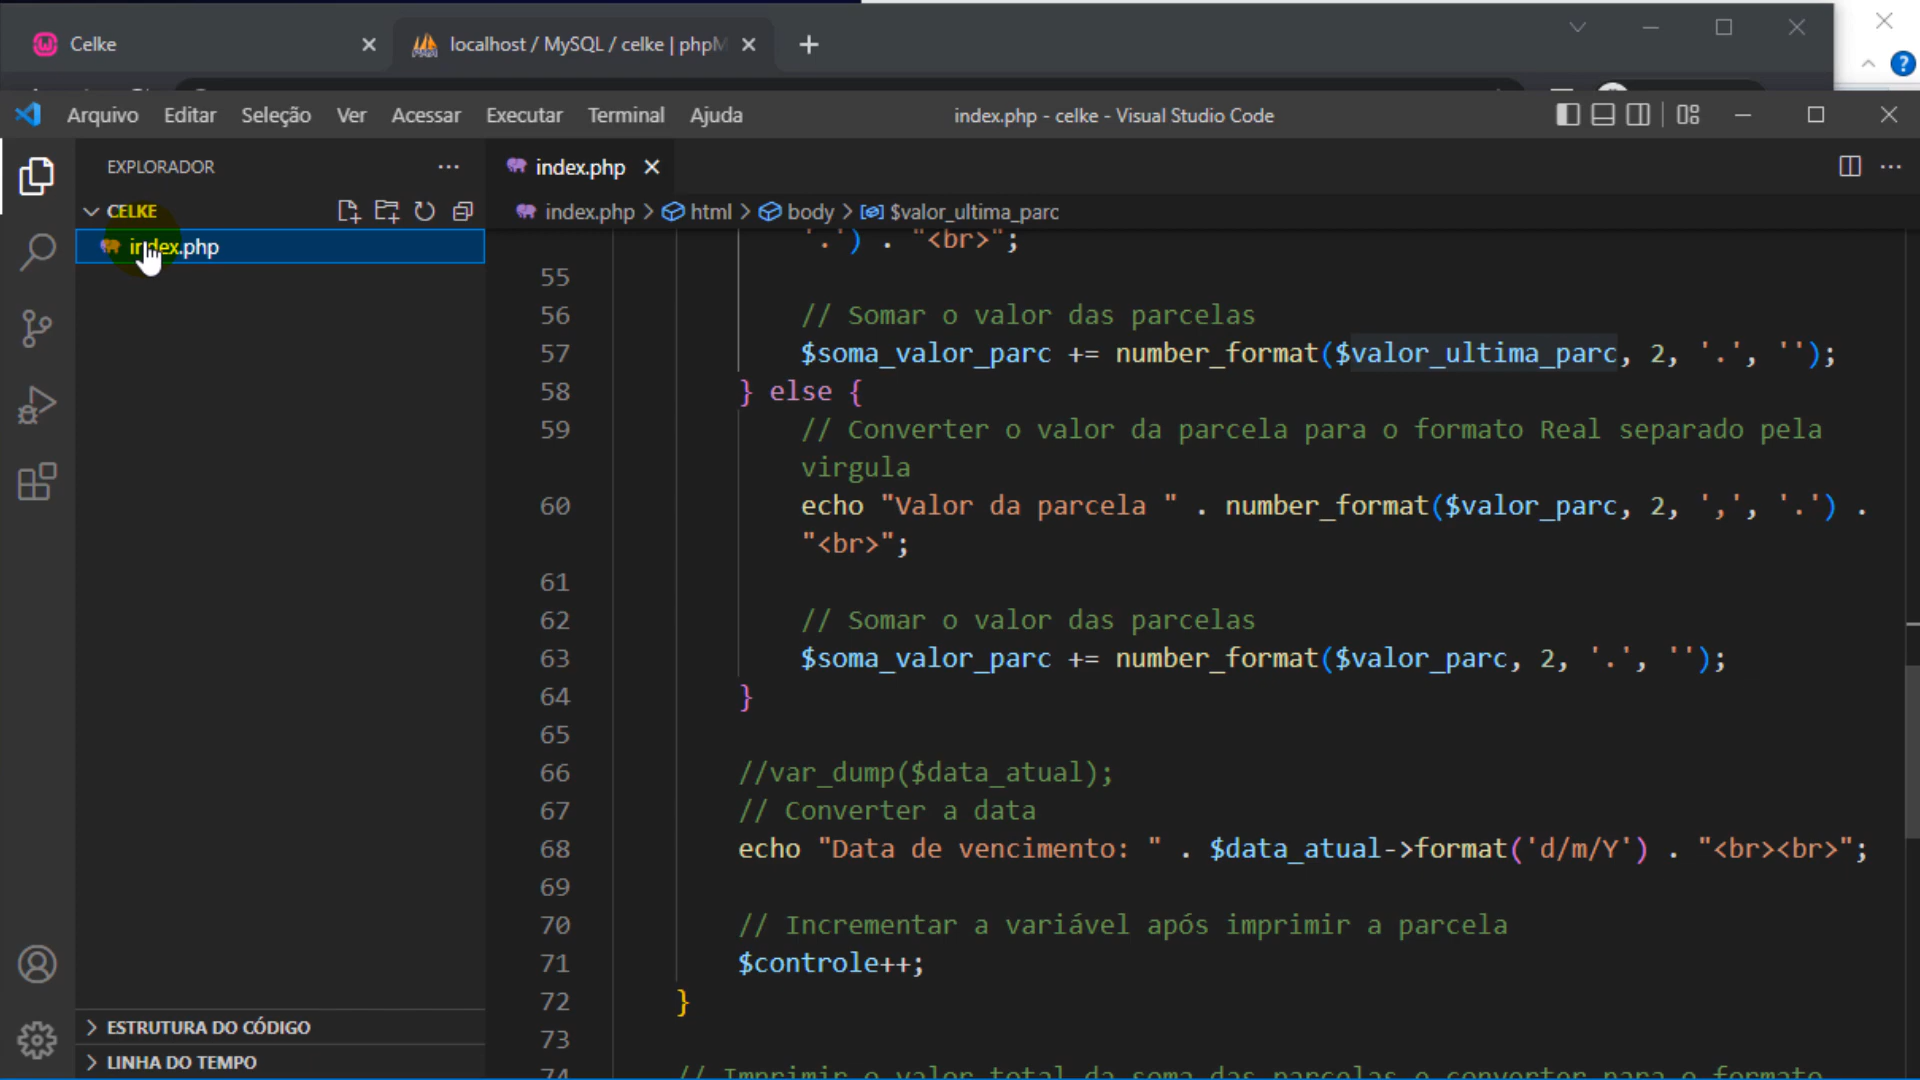 Celke
localhost / MySQL / celke | phpM
Arquivo Editar Seleção Ver Acessar Executar Terminal Ajuda
index.php - celke - Visual Studio Code
EXPLORADOR
index.php
CELKE
index.php > html > body > $valor_ultima_parc
index.php
'.') . "<br>";
55
56 // Somar o valor das parcelas
57 $soma_valor_parc += number_format($valor_ultima_parc, 2, '.', '');
58 } else {
59 // Converter o valor da parcela para o formato Real separado pela
virgula
60 echo "Valor da parcela " . number_format($valor_parc, 2, ',', '.') .
"<br>";
61
62 // Somar o valor das parcelas
63 $soma_valor_parc += number_format($valor_parc, 2, '.', '');
64 }
65
66 //var_dump($data_atual);
67 // Converter a data
68 echo "Data de vencimento: " . $data_atual->format('d/m/Y') . "<br><br>";
69
70 // Incrementar a variável após imprimir a parcela
71 $controle++;
72 }
73
74 // Imprimir o valor total da soma das parcelas e converter para o formato
ESTRUTURA DO CÓDIGO
LINHA DO TEMPO